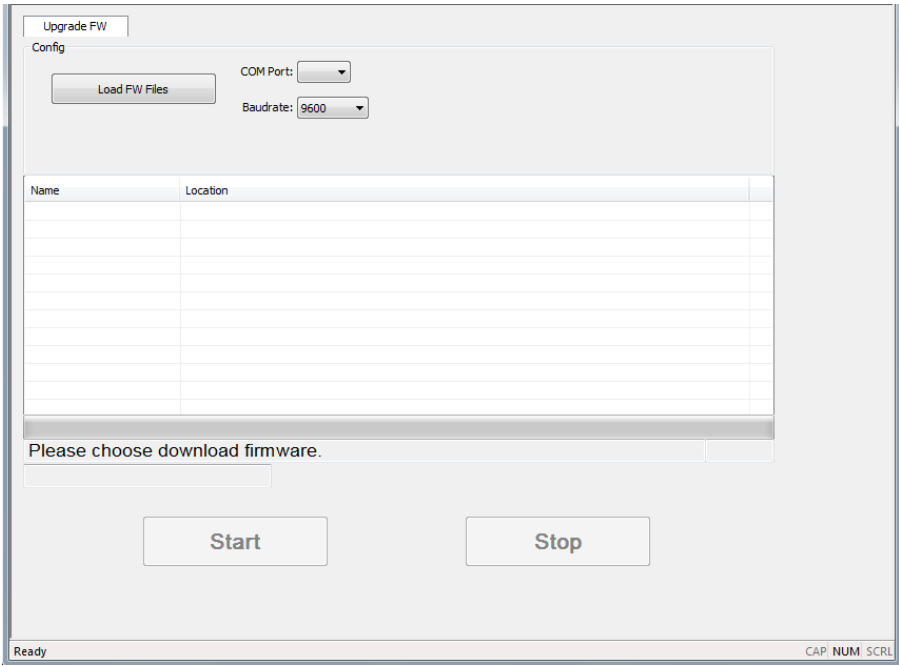 Upgrade FW
Config
Load FW Files
COM Port:
Baudrate: 9600
Name Location
Please choose download firmware.
Start Stop
Ready CAP NUM SCRL